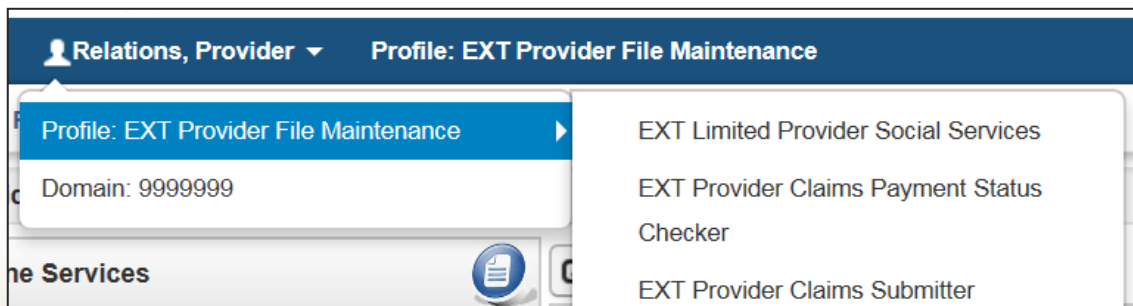 Relations, Provider
Profile: EXT Provider File Maintenance
Profile: EXT Provider File Maintenance
Domain: 9999999
EXT Limited Provider Social Services
EXT Provider Claims Payment Status
Checker
EXT Provider Claims Submitter
ne Services